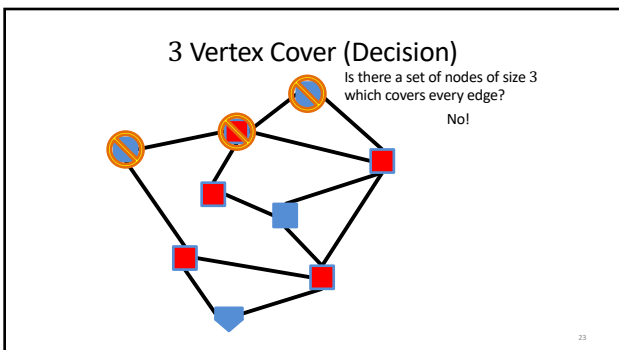 3 Vertex Cover (Decision)
Is there a set of nodes of size 3
which covers every edge?
No!
23